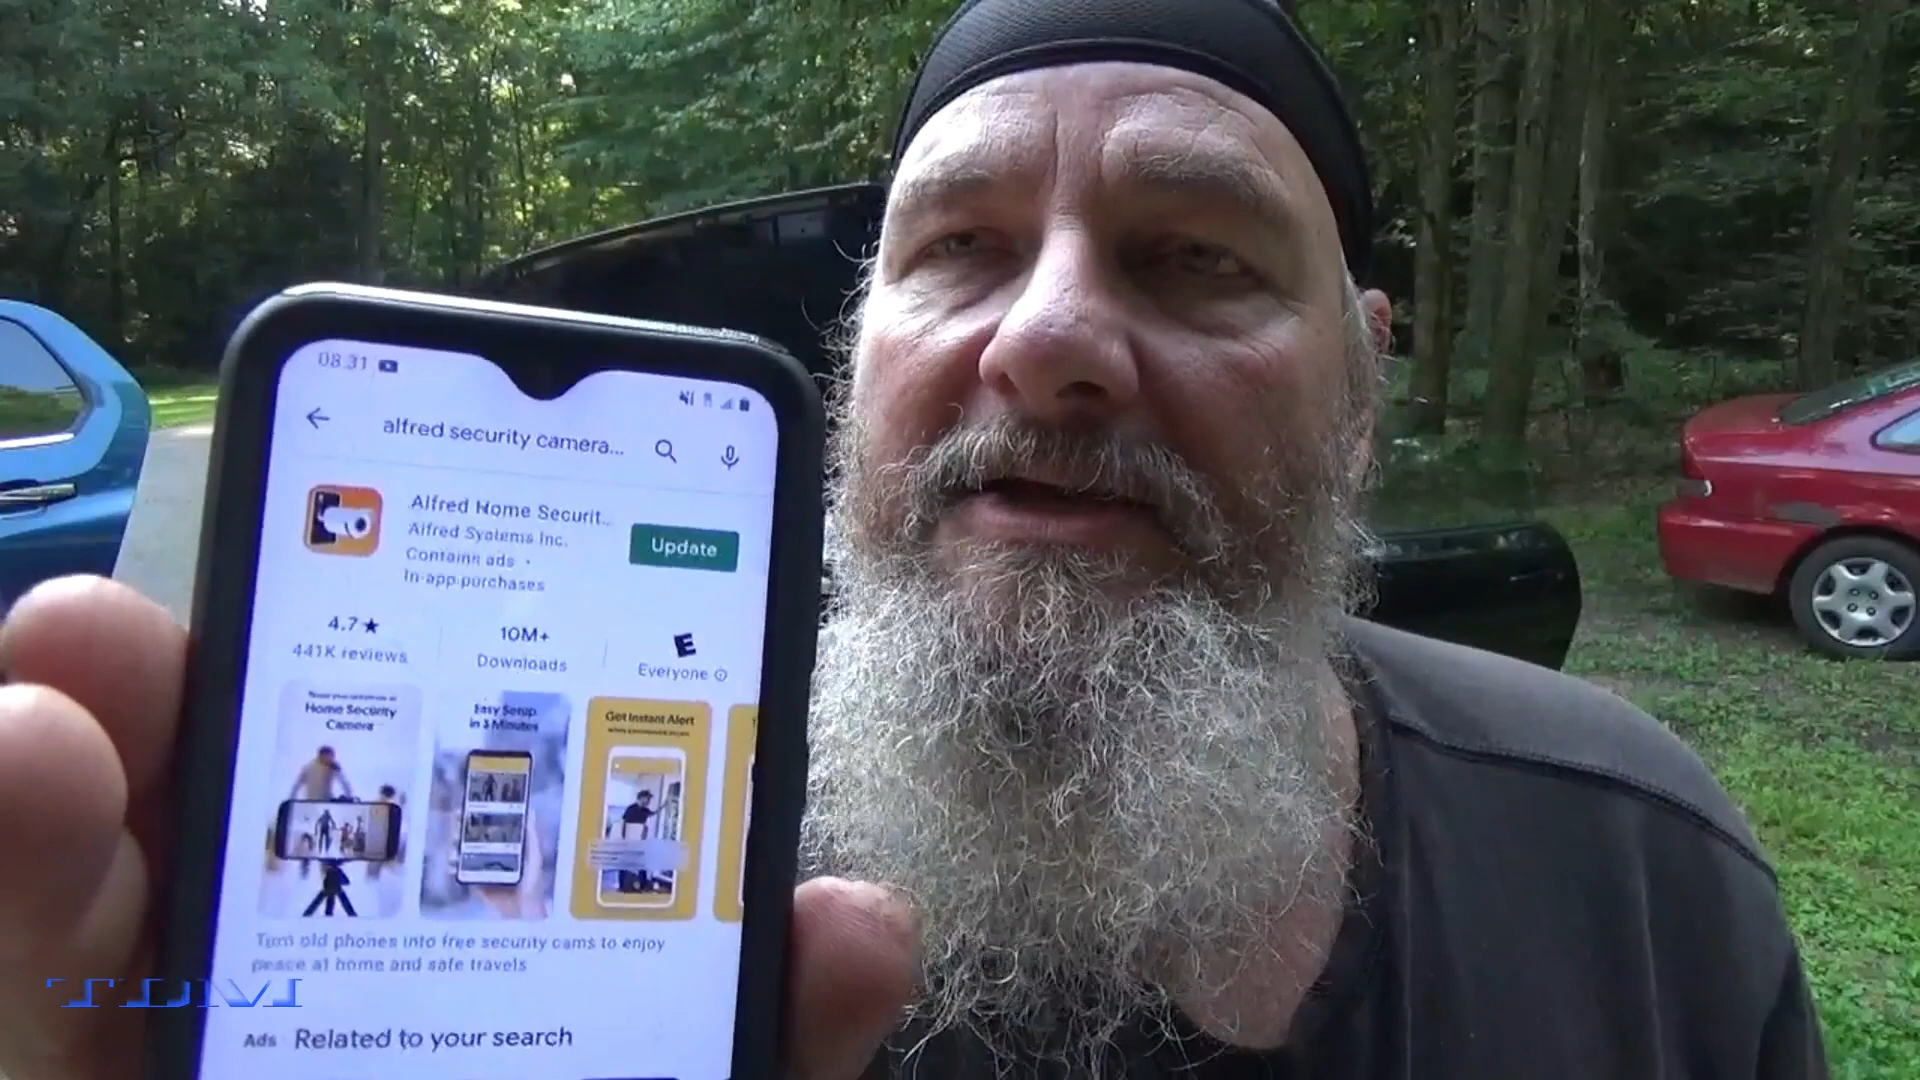 08:31
alfred security camera...
Alfred Home Securit...
Alfred Systems Inc.
Contains ads •
In-app purchases
Update
4.7★
441K reviews
10M+
Downloads
E
Everyone
Home Security
Camera
Easy Setup
in 3 Minutes
Get Instant Alert
Turn old phones into free security cams to enjoy
peace at home and safe travels
Ads Related to your search
TDM